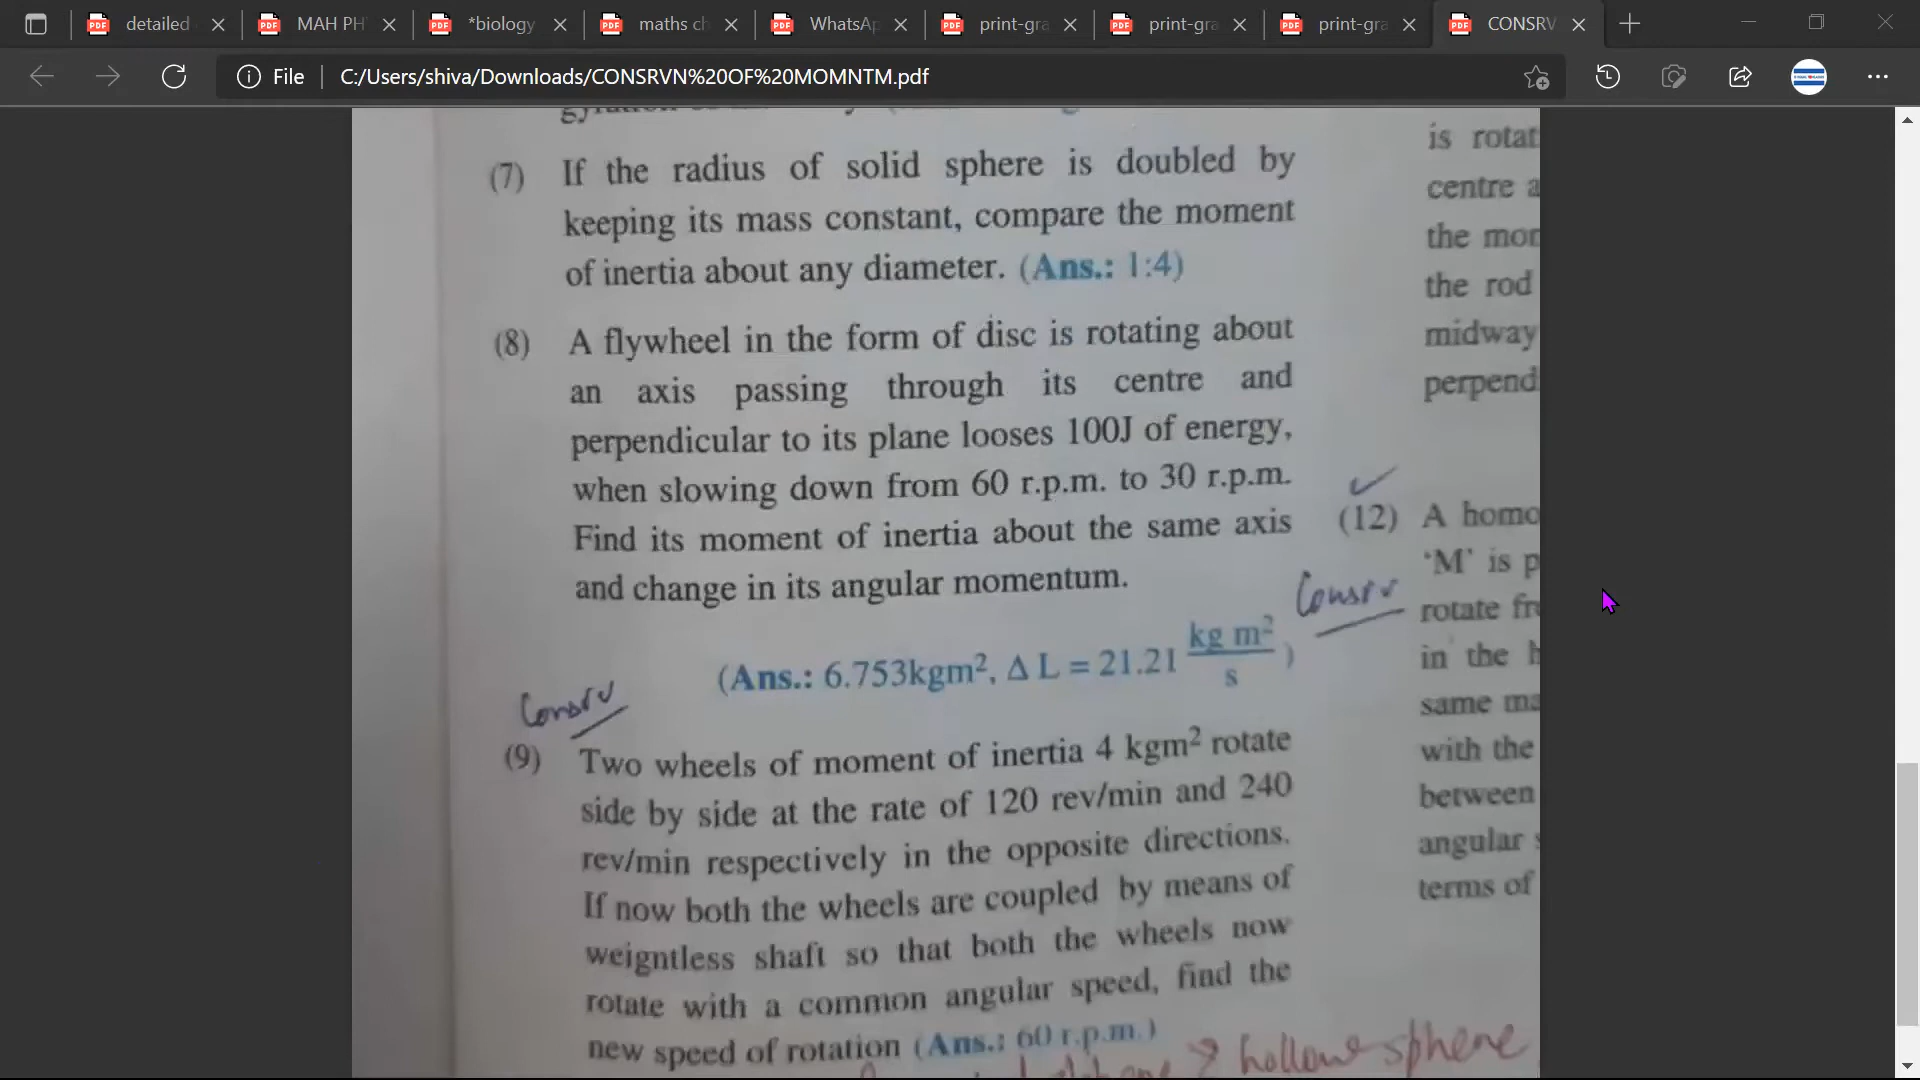 detailed
MAH PH
*biology
maths ch
WhatsAp
print-gra
print-gra
print-gra
CONSRV
File
C:/Users/shiva/Downloads/CONSRVN%20OF%20MOMNTM.pdf
(7) If the radius of solid sphere is doubled by
keeping its mass constant, compare the moment
of inertia about any diameter. (Ans.: 1:4)
(8) A flywheel in the form of disc is rotating about
an axis passing through its centre and
perpendicular to its plane looses 100J of energy,
when slowing down from 60 r.p.m. to 30 r.p.m.
Find its moment of inertia about the same axis
and change in its angular momentum.
(Ans.: 6.753kgm², Δ L = 21.21 kg m²/s)
Consrv
(9) Two wheels of moment of inertia 4 kgm² rotate
side by side at the rate of 120 rev/min and 240
rev/min respectively in the opposite directions.
If now both the wheels are coupled by means of
weigntless shaft so that both the wheels now
rotate with a common angular speed, find the
new speed of rotation (Ans.: 60 r.p.m.)
hollow sphere
is rotat
centre a
the mor
the rod
midway
perpend
Consrv
(12) A homo
'M' is p
rotate fr
in the h
same ma
with the
between
angular s
terms of